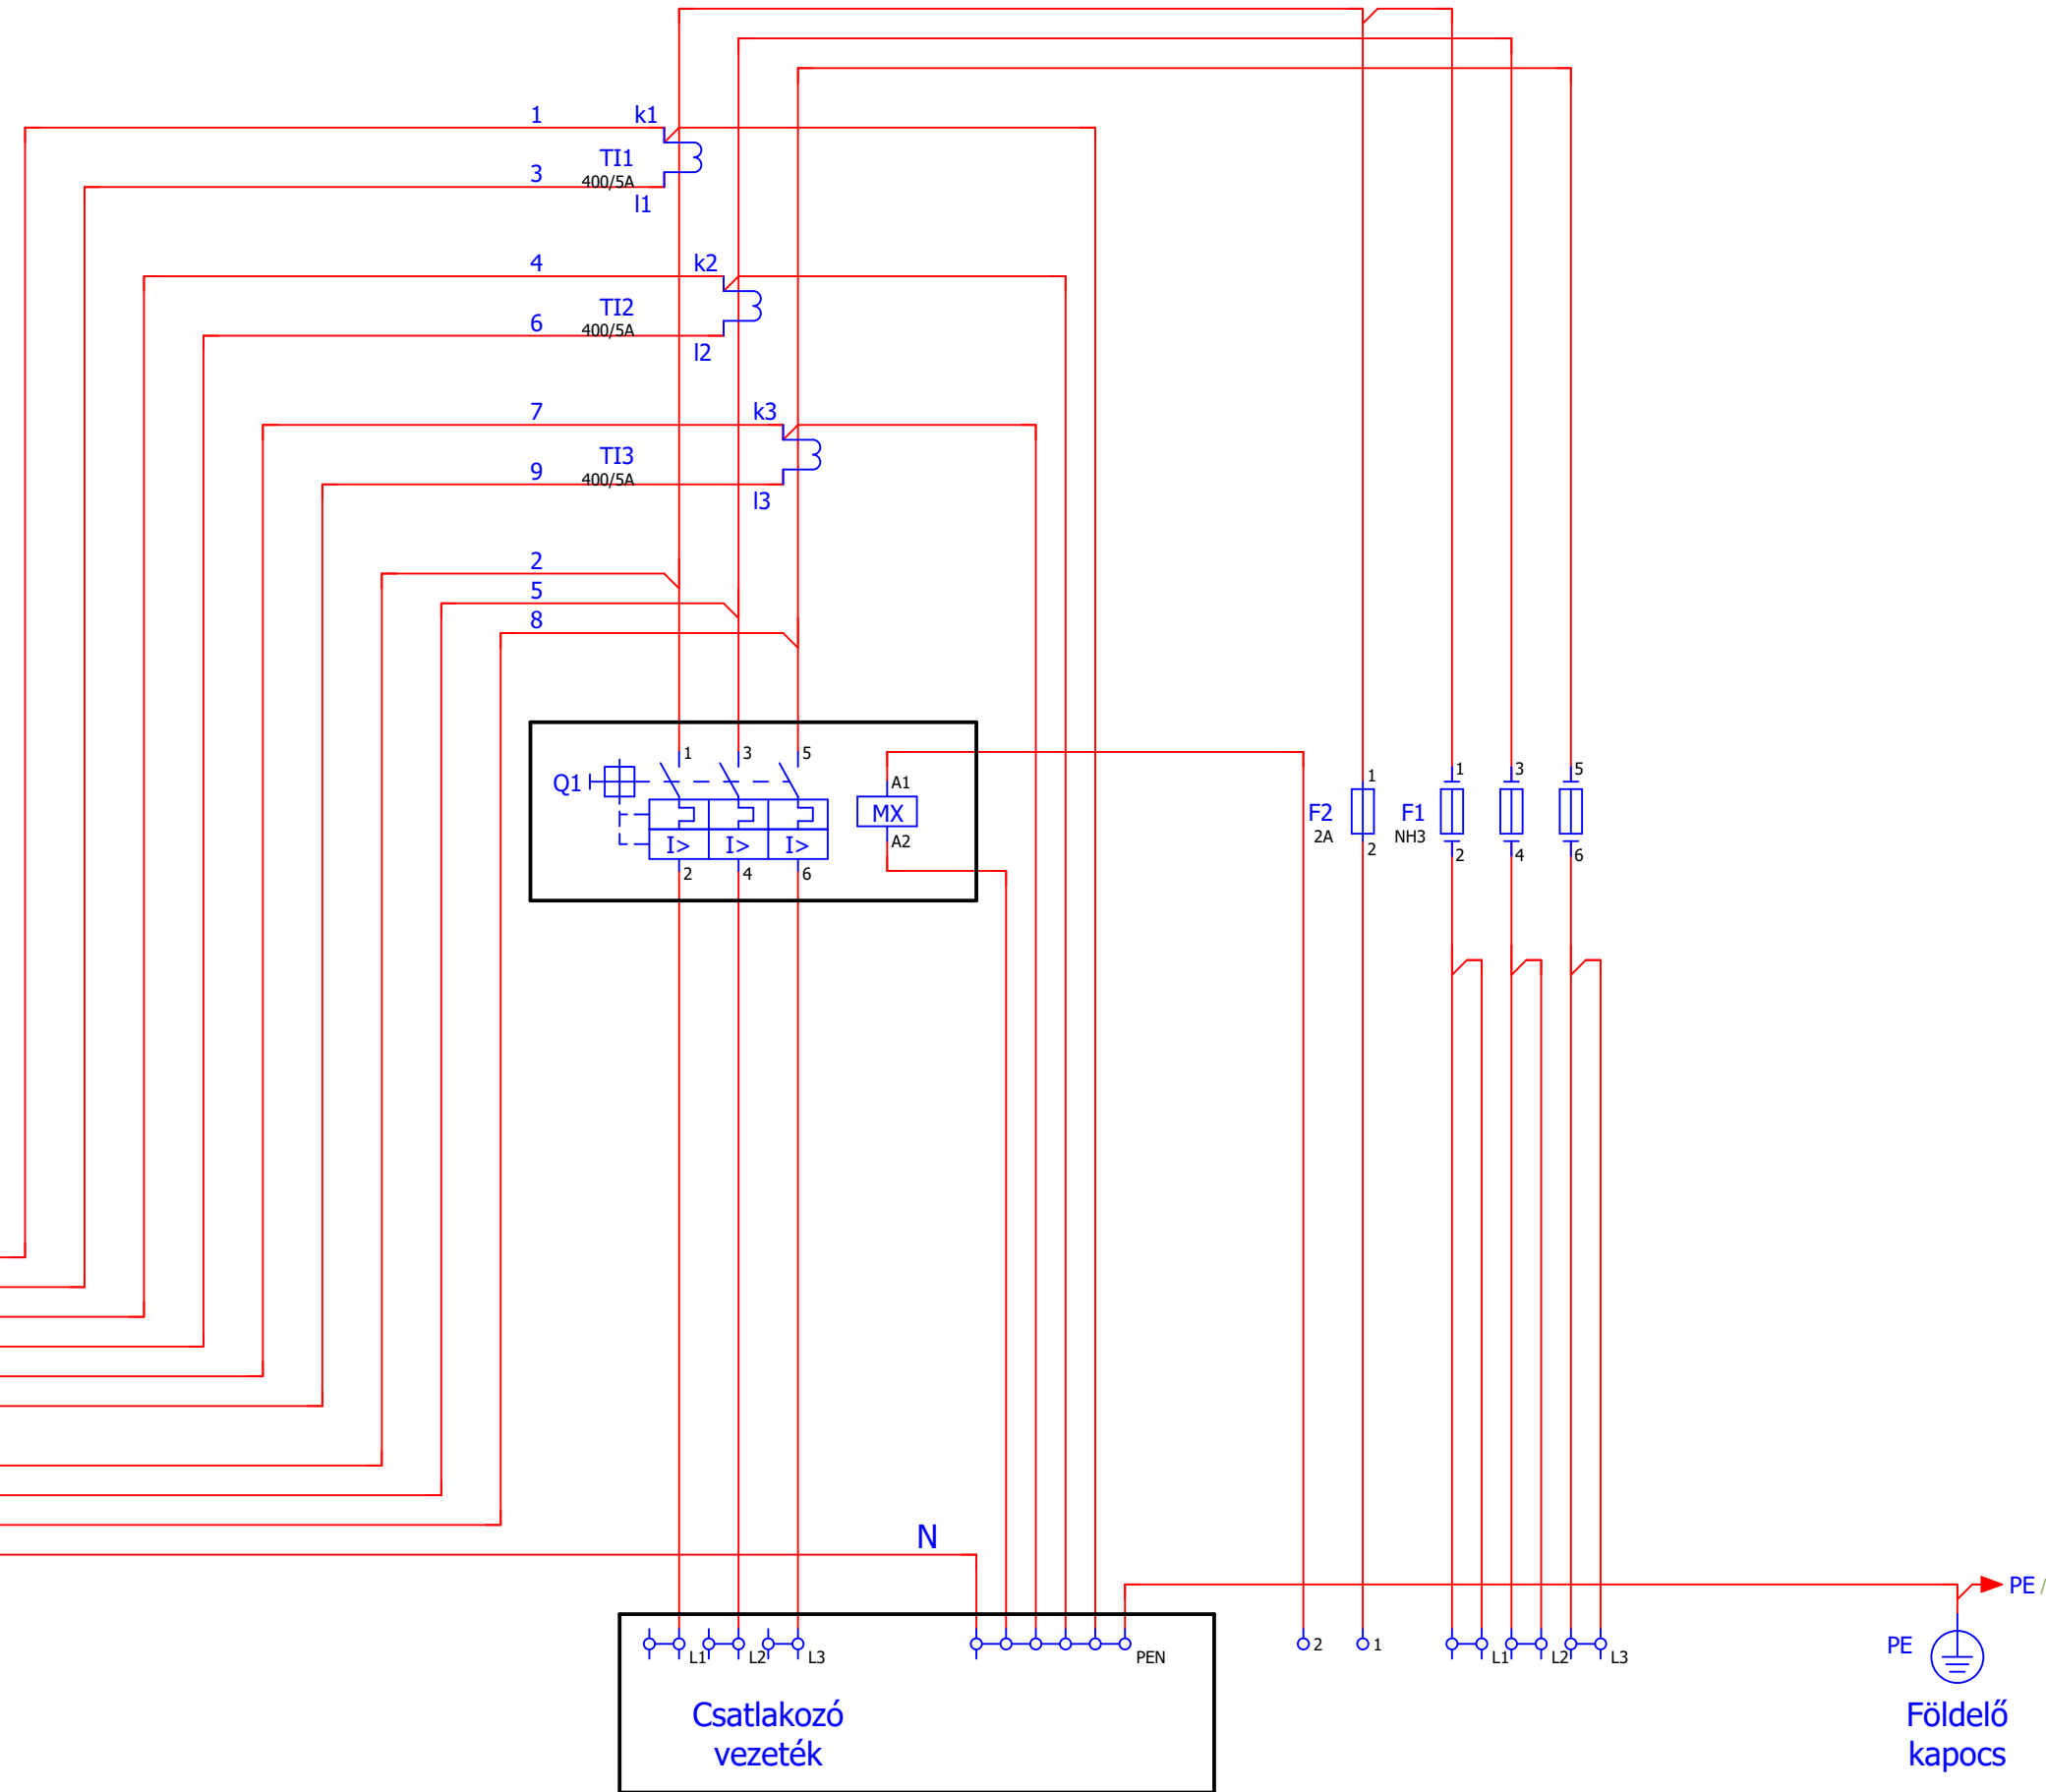 1
k1
TI1
3
400/5A
l1
4
k2
TI2
6
400/5A
l2
7
k3
TI3
9
400/5A
l3
2
5
8
1
3
5
Q1
A1
MX
A2
I>
I>
I>
2
4
6
1
F2
2A
2
1
3
5
F1
NH3
2
4
6
N
L1
L2
L3
PEN
2
1
L1
L2
L3
PE /
PE
Csatlakozó
vezeték
Földelő
kapocs